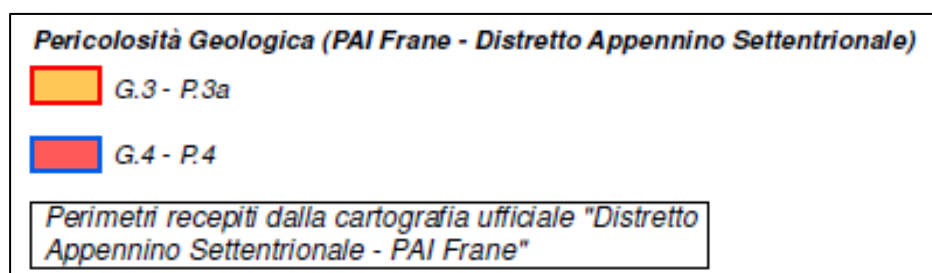 Pericolosità Geologica (PAI Frane - Distretto Appennino Settentrionale)
G.3 - P.3a
G.4 - P.4
Perimetri recepiti dalla cartografia ufficiale "Distretto
Appennino Settentrionale - PAI Frane"